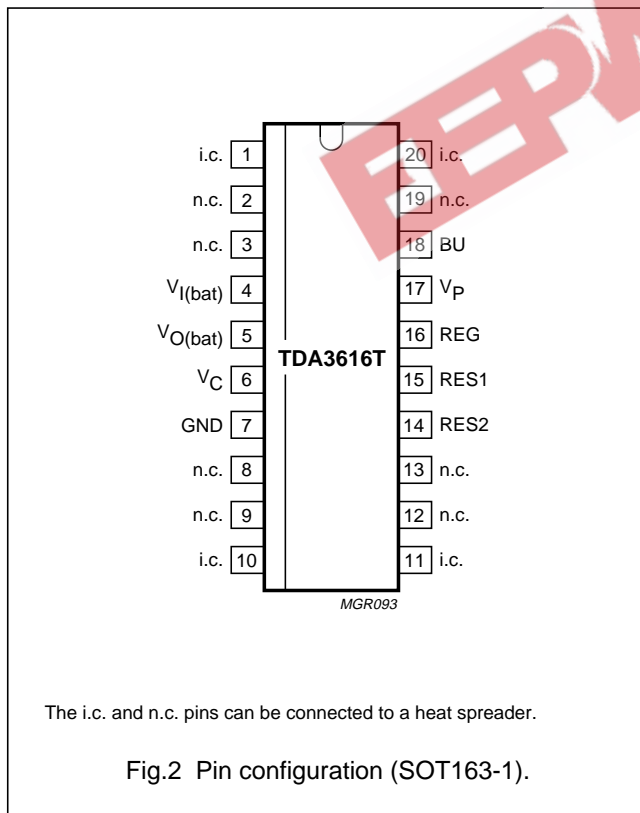 EEPW
i.c. 1 20 i.c.
n.c. 2 19 n.c.
n.c. 3 18 BU
VI(bat) 4 17 VP
VO(bat) 5 16 REG
TDA3616T
VC 6 15 RES1
GND 7 14 RES2
n.c. 8 13 n.c.
n.c. 9 12 n.c.
i.c. 10 11 i.c.
MGR093
The i.c. and n.c. pins can be connected to a heat spreader.
Fig.2 Pin configuration (SOT163-1).